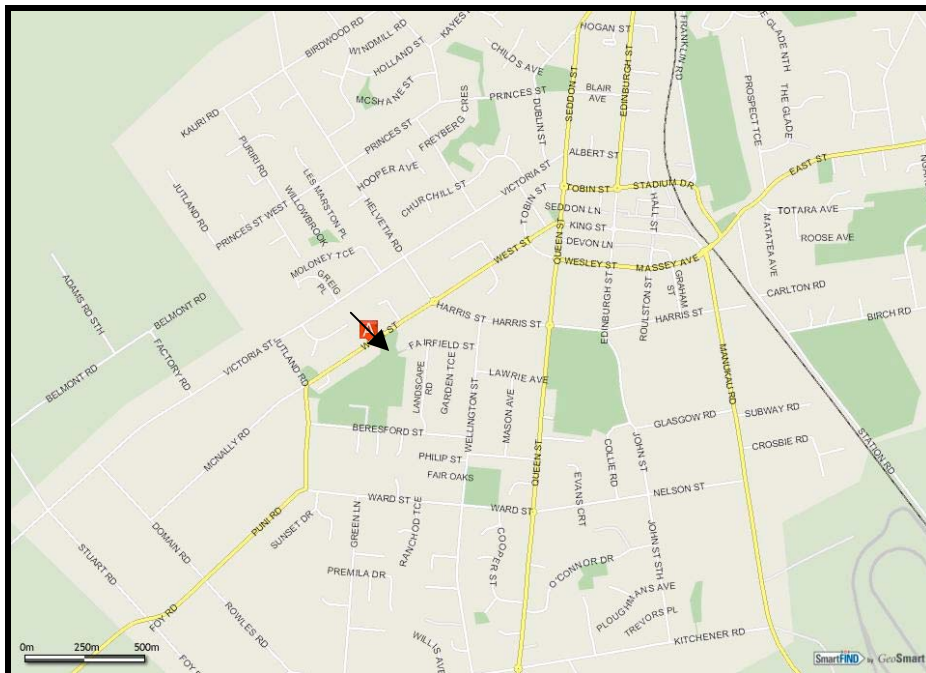 HOGAN ST
BIRDWOOD RD
WINDMILL RD
HOLLAND ST
CHILDS AVE
MCSHANE ST
PRINCES ST
BLAIR AVE
SEDDON ST
EDINBURGH ST
FRANKLIN RD
THE GLADE
PROSPECT TCE
KAURI RD
PURIRI RD
PRINCES ST
FREYBERG CRES
DUBLIN ST
ALBERT ST
EAST ST
HOOPER AVE
LES MARSTON PL
VICTORIA ST
JUTLAND RD
WILLOWBROOK
CHURCHILL ST
TOBIN ST
TOBIN ST
STADIUM DR
SEDDON LN
HALL ST
TOTARA AVE
PRINCES ST WEST
HELVETIA RD
KING ST
DEVON LN
MATATEA AVE
ROOSE AVE
MOLONEY TCE
WEST ST
QUEEN ST
WESLEY ST
MASSEY AVE
GREIG PL
GRAHAM ST
ADAMS RD STH
BELMONT RD
EDINBURGH ST
ROULSTON ST
CARLTON RD
HARRIS ST
HARRIS ST
HARRIS ST
BIRCH RD
A
VICTORIA ST
JUTLAND RD
FACTORY RD
BELMONT RD
FAIRFIELD ST
LANDSCAPE RD
GARDEN TCE
LAWRIE AVE
MANUKAU RD
WELLINGTON ST
MASON AVE
MCNALLY RD
BERESFORD ST
GLASGOW RD
SUBWAY RD
CROSBIE RD
PHILIP ST
QUEEN ST
JOHN ST
COLLIE RD
STATION RD
FAIR OAKS
EVANS CRT
NELSON ST
WARD ST
WARD ST
DOMAIN RD
PUNI RD
SUNSET DR
GREEN LN
RANCHOD TCE
COOPER ST
JOHN ST STH
STUART RD
PREMILA DR
O'CONNOR DR
PLOUGHMANS AVE
TREVORS PL
FOY RD
ROWLES RD
WILLIS AVE
KITCHENER RD
0m 250m 500m
SmartFIND by GeoSmart